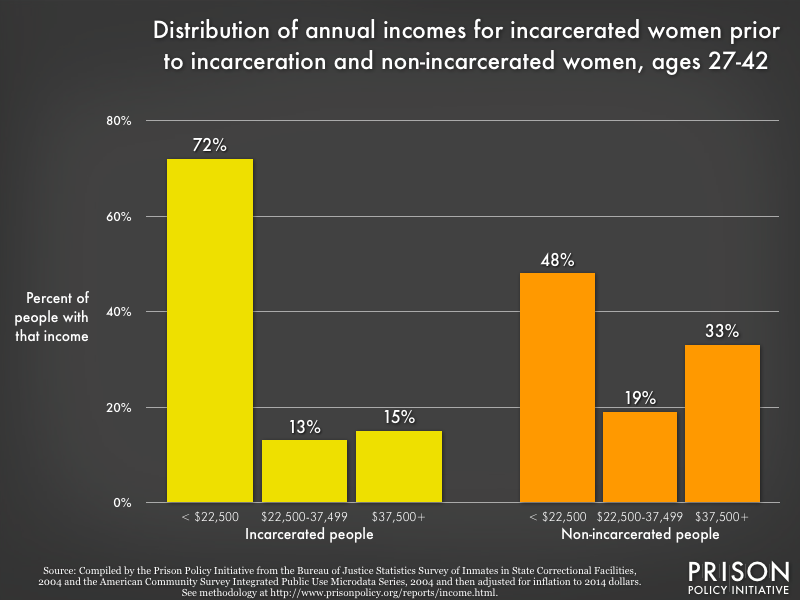 Distribution of annual incomes for incarcerated women prior
to incarceration and non-incarcerated women, ages 27-42
80%
60%
40%
20%
0%
Percent of
people with
that income
72%
13%
15%
48%
19%
33%
< $22,500 $22,500-37,499 $37,500+
Incarcerated people
< $22,500 $22,500-37,499 $37,500+
Non-incarcerated people
Source: Compiled by the Prison Policy Initiative from the Bureau of Justice Statistics Survey of Inmates in State Correctional Facilities,
2004 and the American Community Survey Integrated Public Use Microdata Series, 2004 and then adjusted for inflation to 2014 dollars.
See methodology at http://www.prisonpolicy.org/reports/income.html.
PRISON
POLICY INITIATIVE